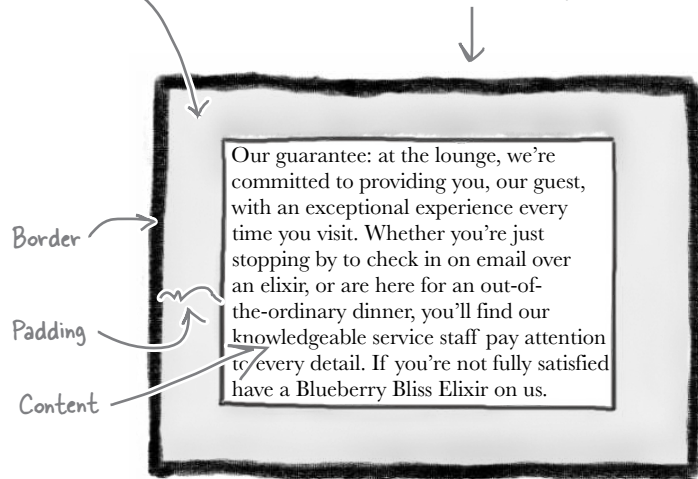 Our guarantee: at the lounge, we’re
committed to providing you, our guest,
with an exceptional experience every
time you visit. Whether you’re just
stopping by to check in on email over
an elixir, or are here for an out-of-
the-ordinary dinner, you’ll find our
knowledgeable service staff pay attention
to every detail. If you’re not fully satisfied
have a Blueberry Bliss Elixir on us.
Border
Padding
Content